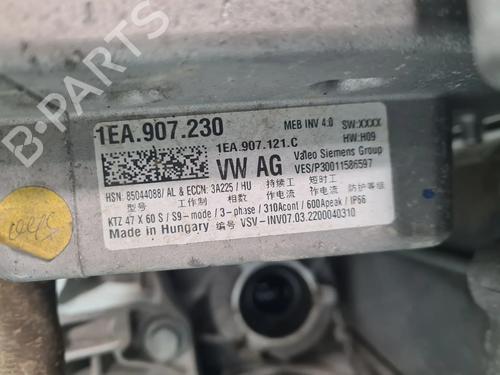 1EA.907.230
MEB INV 4.0 SW:XXXX
1EA.907.121.C HW:H09
VW AG Valeo Siemens Group
VES/P30011586597
HSN: 85044088/ AL & ECCN: 3A225 / HU 持续工 短时工
型号 工作制 相数 作电流 作电流 防护等级
KTZ 47 X 60 S / S9-mode / 3-phase / 310Acont / 600Apeak / IP66
Made in Hungary 编号 VSV-INV07.03.2200040310